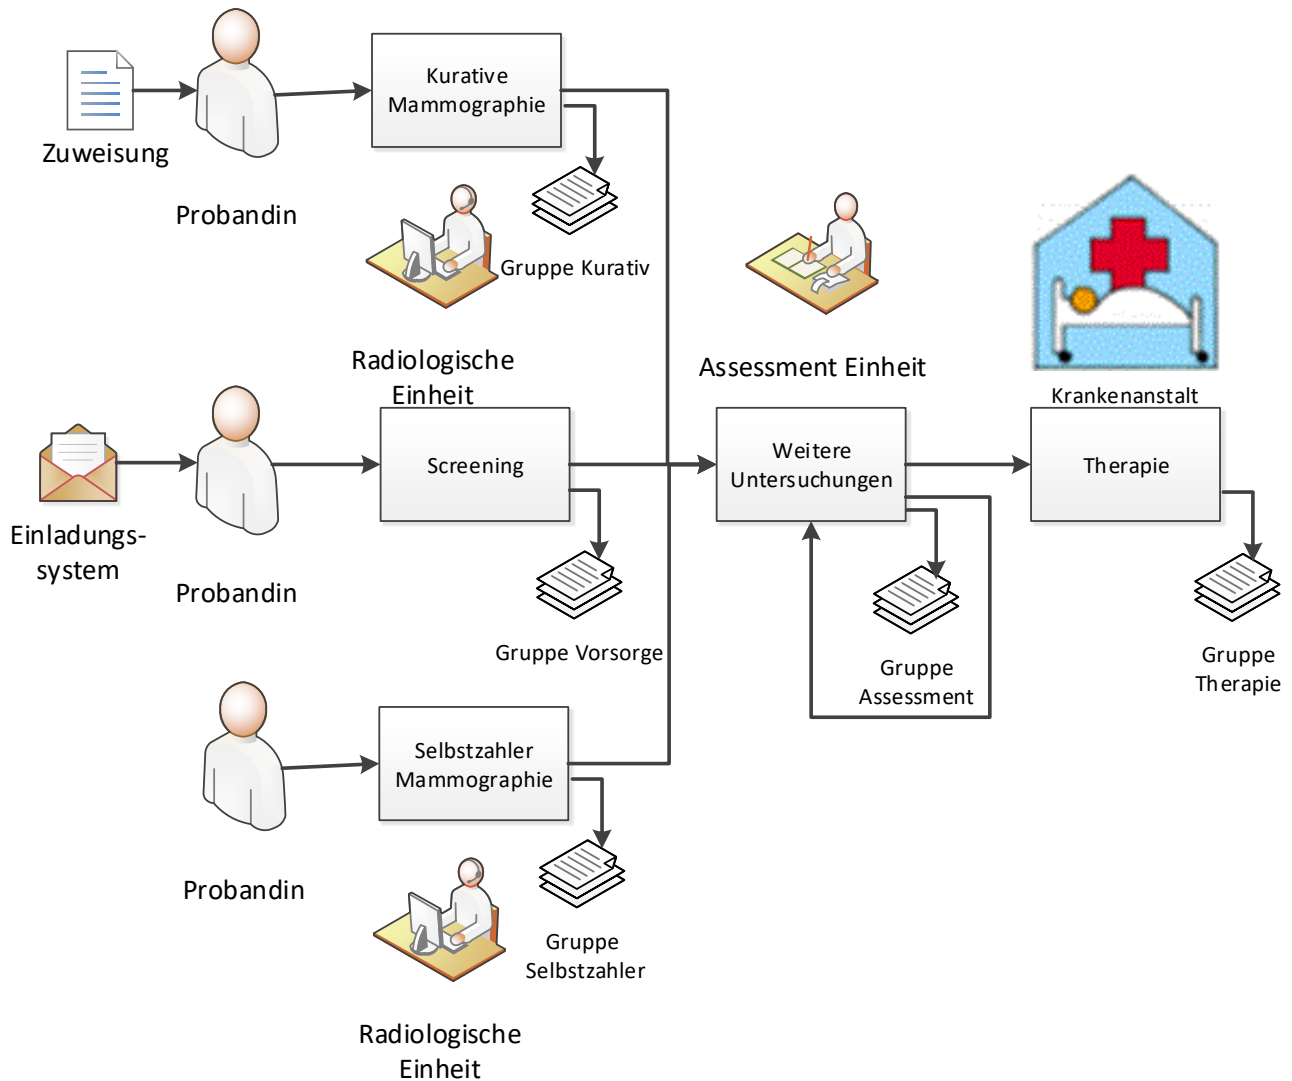 Zuweisung
Probandin
Kurative
Mammographie
Gruppe Kurativ
Radiologische
Einheit
Assessment Einheit
Krankenanstalt
Einladungs-
system
Probandin
Screening
Gruppe Vorsorge
Weitere
Untersuchungen
Gruppe
Assessment
Therapie
Gruppe
Therapie
Probandin
Selbstzahler
Mammographie
Gruppe
Selbstzahler
Radiologische
Einheit